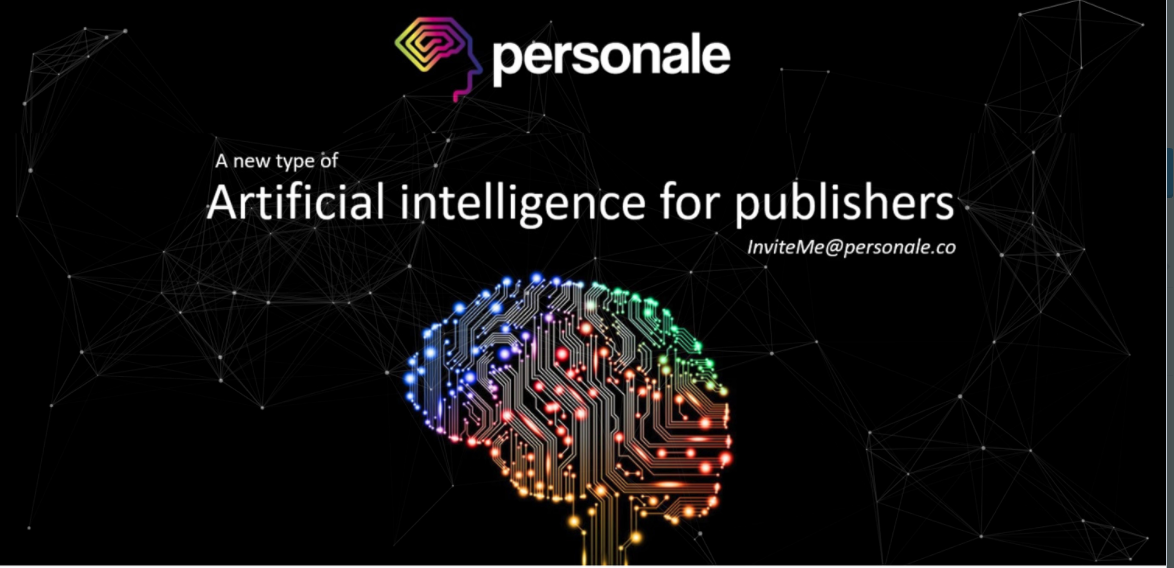 personale
A new type of
Artificial intelligence for publishers
InviteMe@personale.co